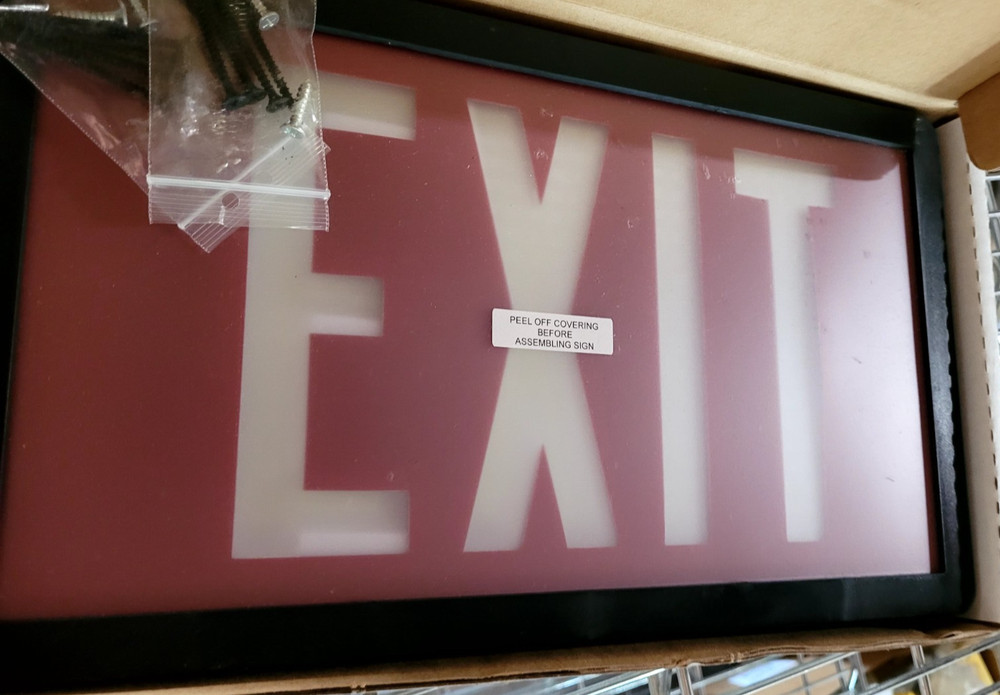 EXIT
PEEL OFF COVERING
BEFORE
ASSEMBLING SIGN